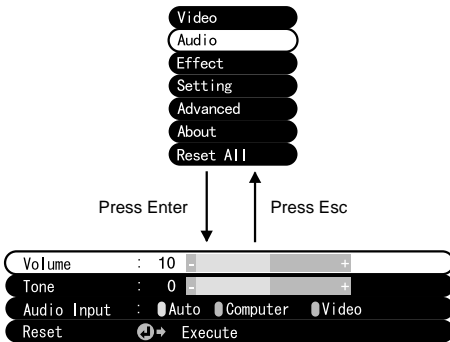 Video
Audio
Effect
Setting
Advanced
About
Reset All
Press Enter
Press Esc
Volume : 10 - +
Tone : 0 - +
Audio Input : Auto Computer Video
Reset Execute